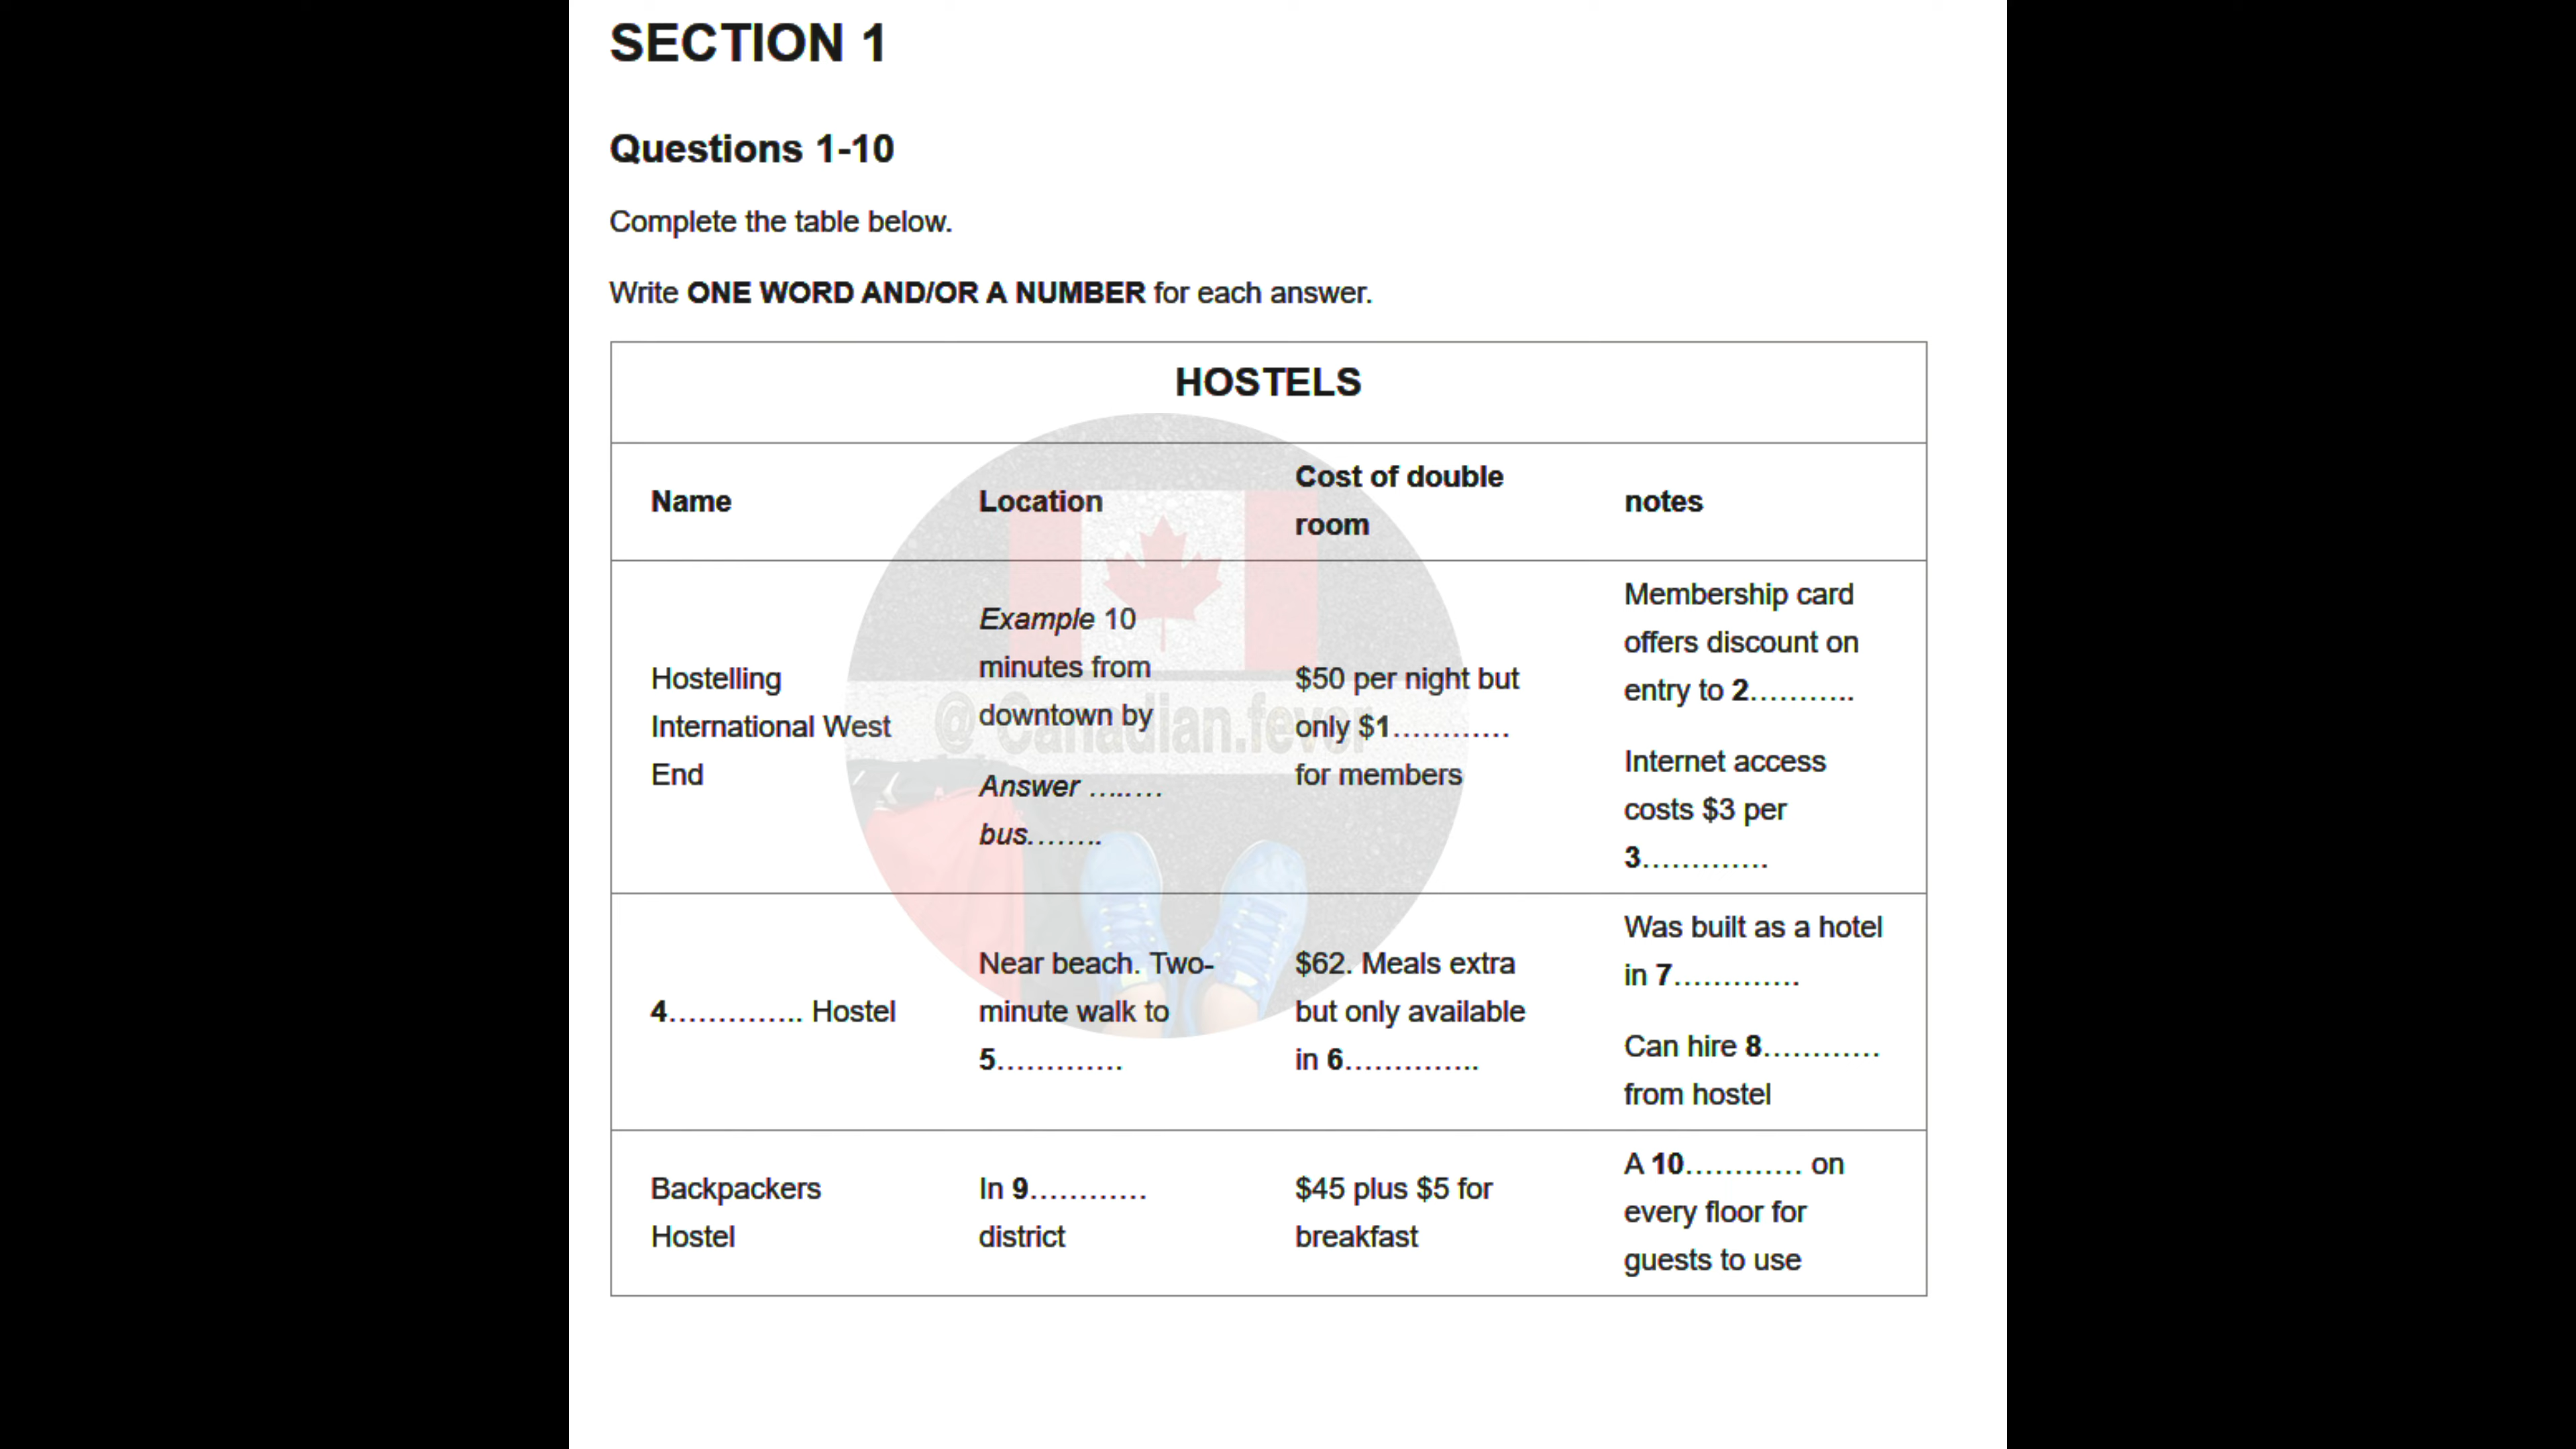 SECTION 1
Questions 1-10
Complete the table below.
Write ONE WORD AND/OR A NUMBER for each answer.
HOSTELS
Name
Location
Cost of double
room
notes
Hostelling
International West
End
Example 10
minutes from
downtown by
Answer ........
bus........
$50 per night but
only $1............
for members
Membership card
offers discount on
entry to 2...........
Internet access
costs $3 per
3.............
4.............. Hostel
Near beach. Two-
minute walk to
5.............
$62. Meals extra
but only available
in 6..............
Was built as a hotel
in 7.............
Can hire 8............
from hostel
Backpackers
Hostel
In 9............
district
$45 plus $5 for
breakfast
A 10............ on
every floor for
guests to use
@ Canadian.fever